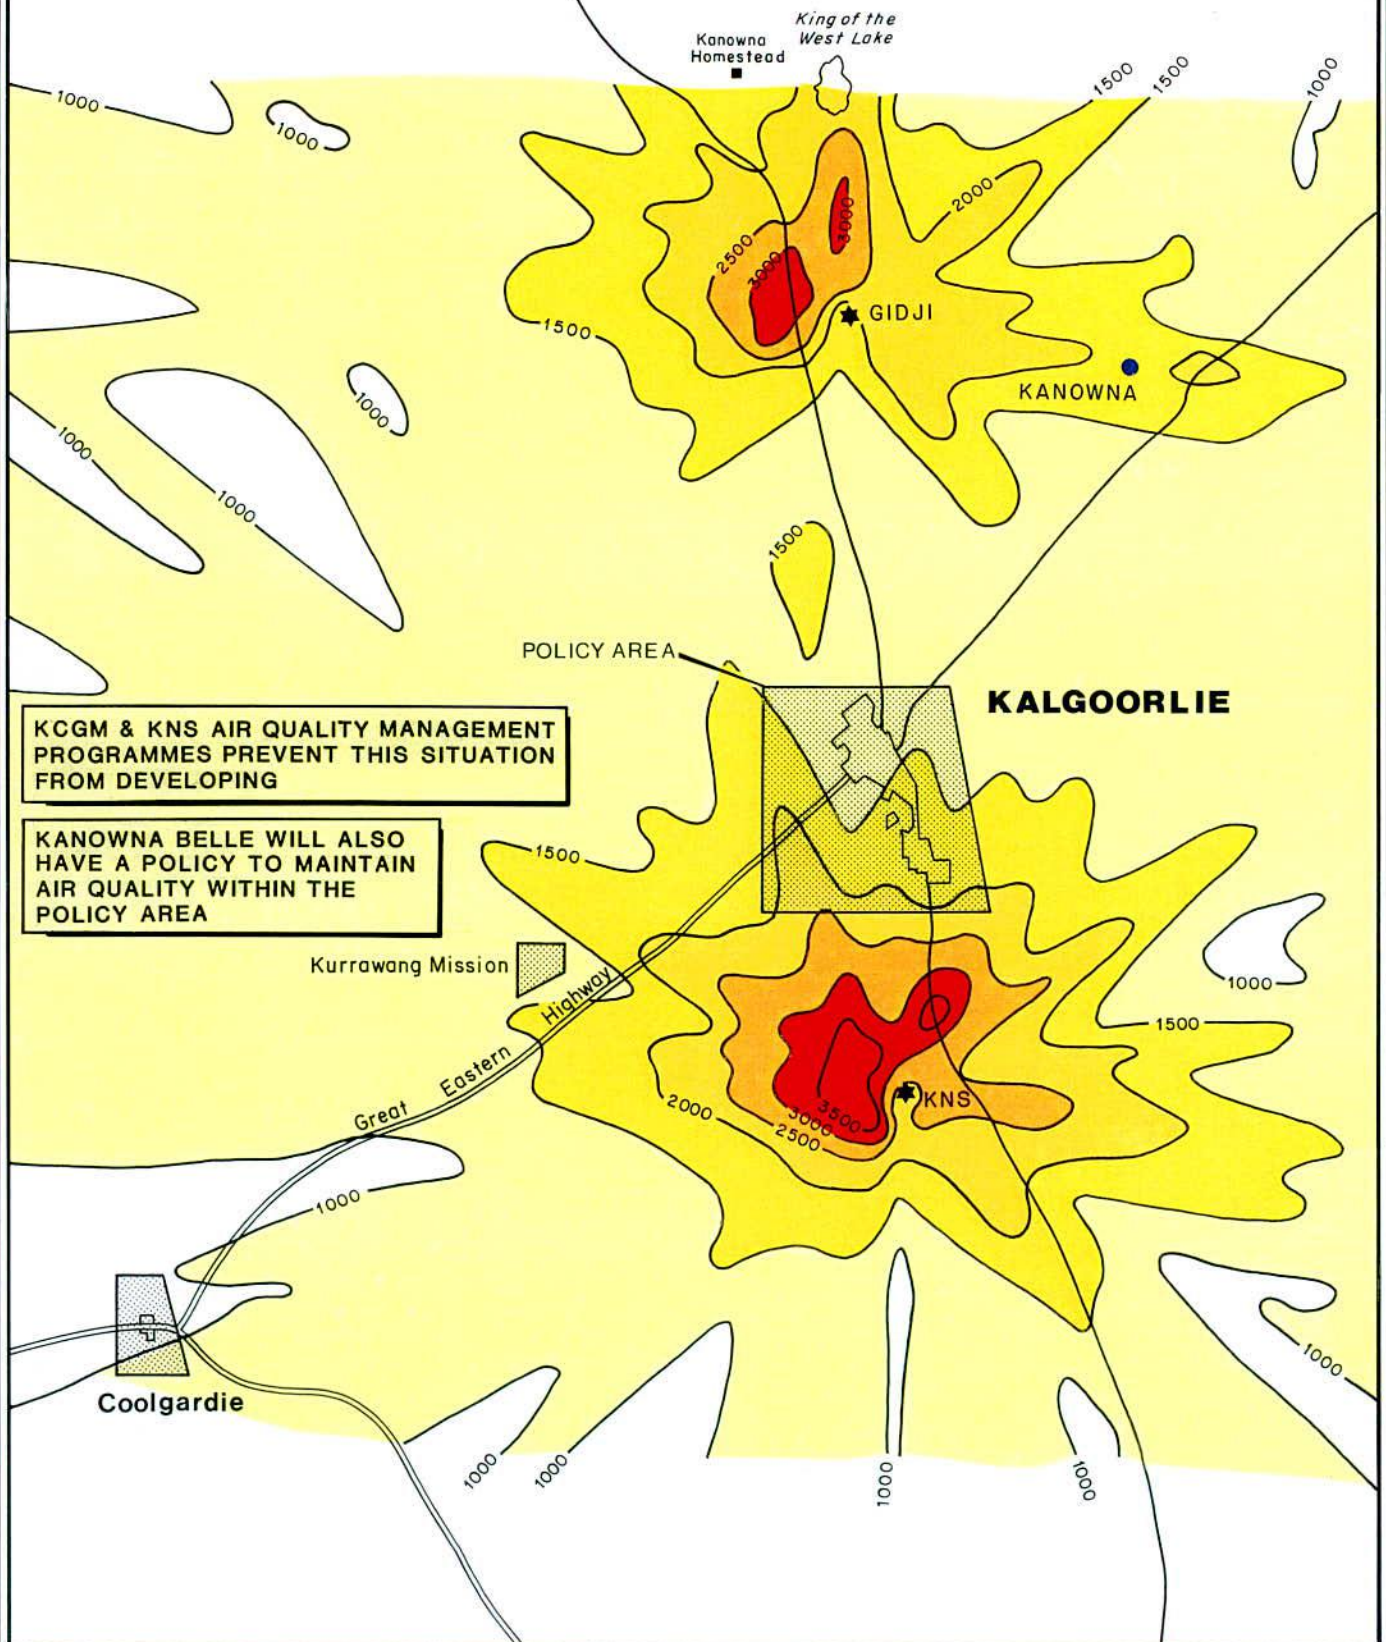 King of the
West Lake
Kanowna
Homestead
1500
1500
1000
1000
1000
2000
3000
2500
3000
1500
GIDJI
KANOWNA
1000
1000
1000
1500
POLICY AREA
KALGOORLIE
KCGM & KNS AIR QUALITY MANAGEMENT
PROGRAMMES PREVENT THIS SITUATION
FROM DEVELOPING
KANOWNA BELLE WILL ALSO
HAVE A POLICY TO MAINTAIN
AIR QUALITY WITHIN THE
POLICY AREA
1500
Kurrawang Mission
1000
1500
Great Eastern Highway
KNS
2000
3500
3000
2500
1000
Coolgardie
1000
1000
1000
1000
1000